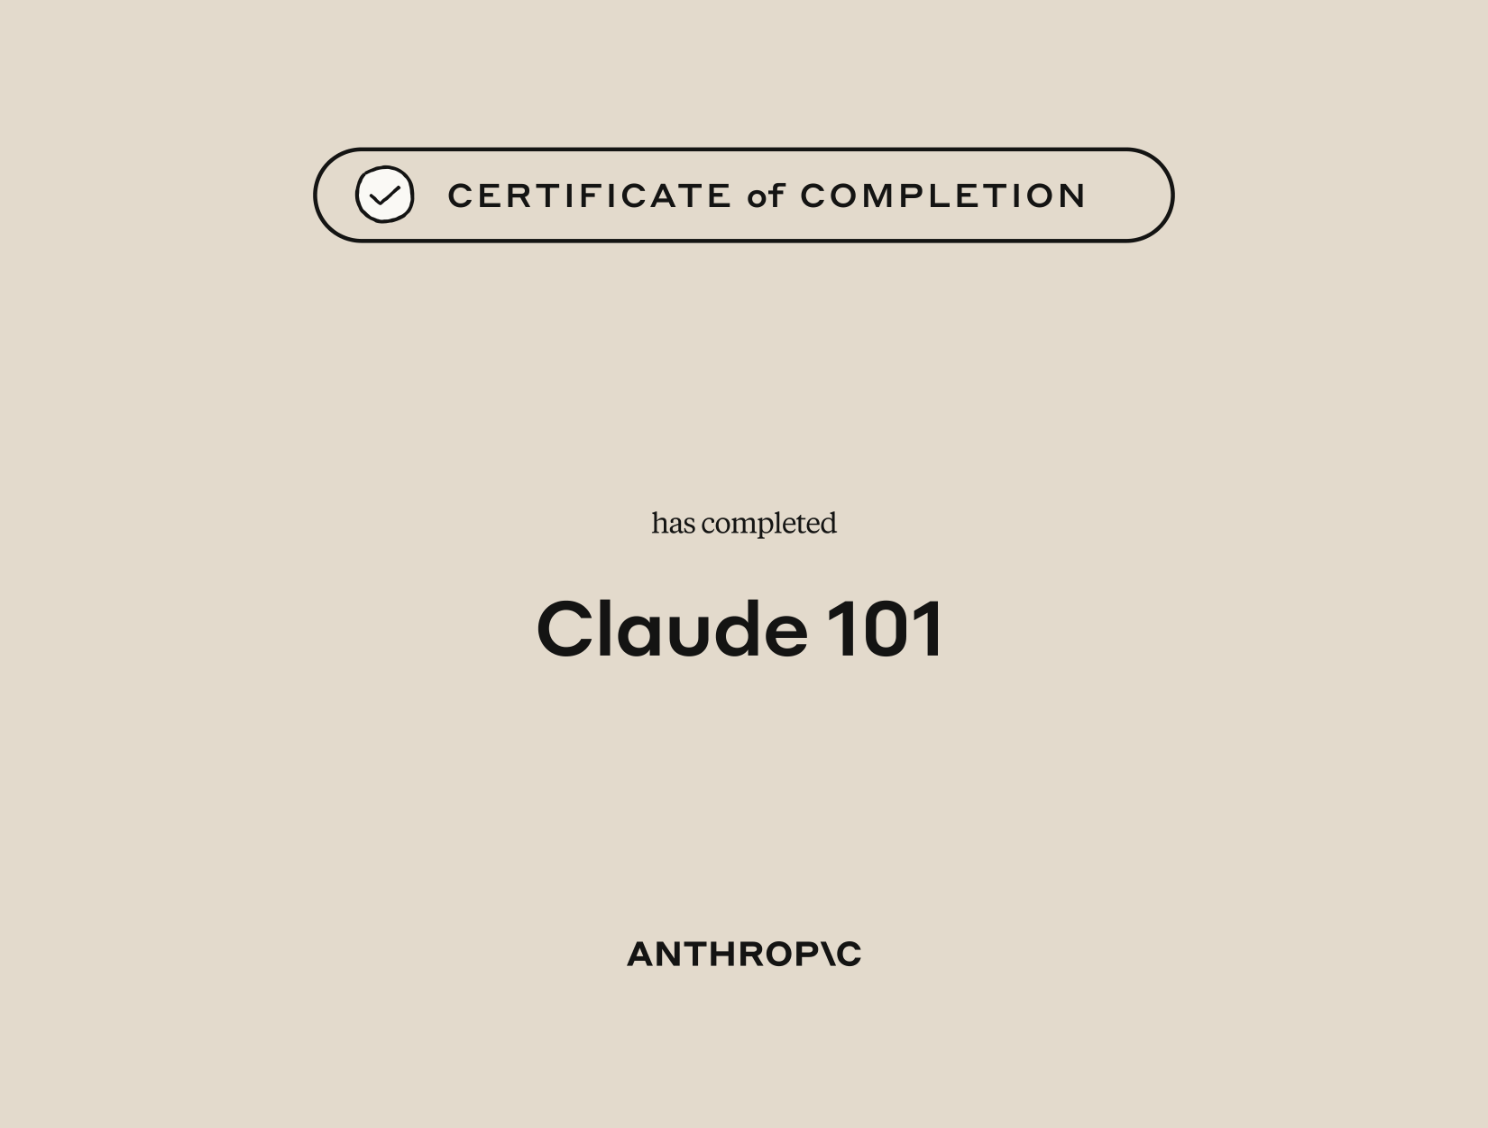 CERTIFICATE of COMPLETION
has completed
Claude 101
ANTHROP\C